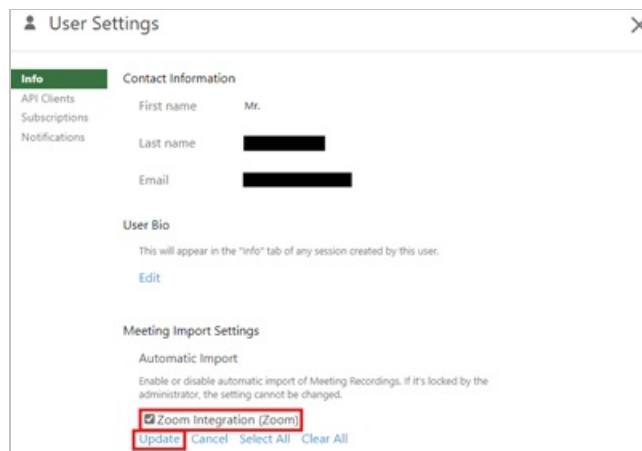 User Settings
Info
API Clients
Subscriptions
Notifications
Contact Information
First name Mr.
Last name
Email
User Bio
This will appear in the "Info" tab of any session created by this user.
Edit
Meeting Import Settings
Automatic Import
Enable or disable automatic import of Meeting Recordings. If it's locked by the
administrator, the setting cannot be changed.
Zoom Integration (Zoom)
Update Cancel Select All Clear All